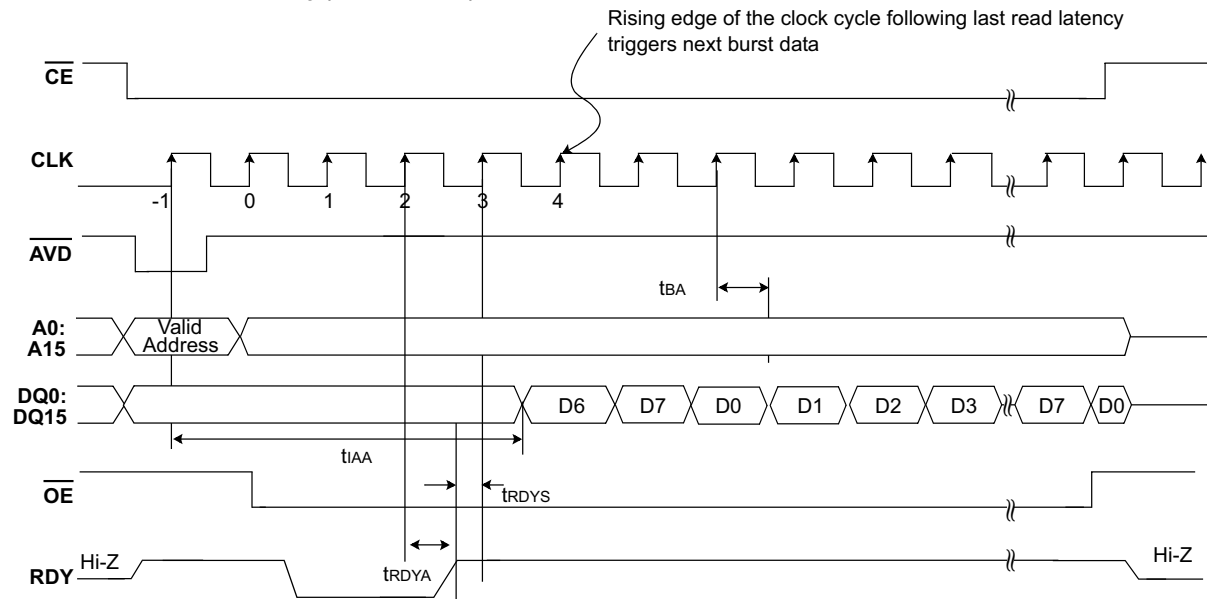 Rising edge of the clock cycle following last read latency
triggers next burst data
CE
CLK
-1 0 1 2 3 4
AVD
tBA
A0:
A15
Valid
Address
DQ0:
DQ15
D6 D7 D0 D1 D2 D3 D7 D0
tIAA
OE
tRDYS
RDY
Hi-Z
tRDYA
Hi-Z